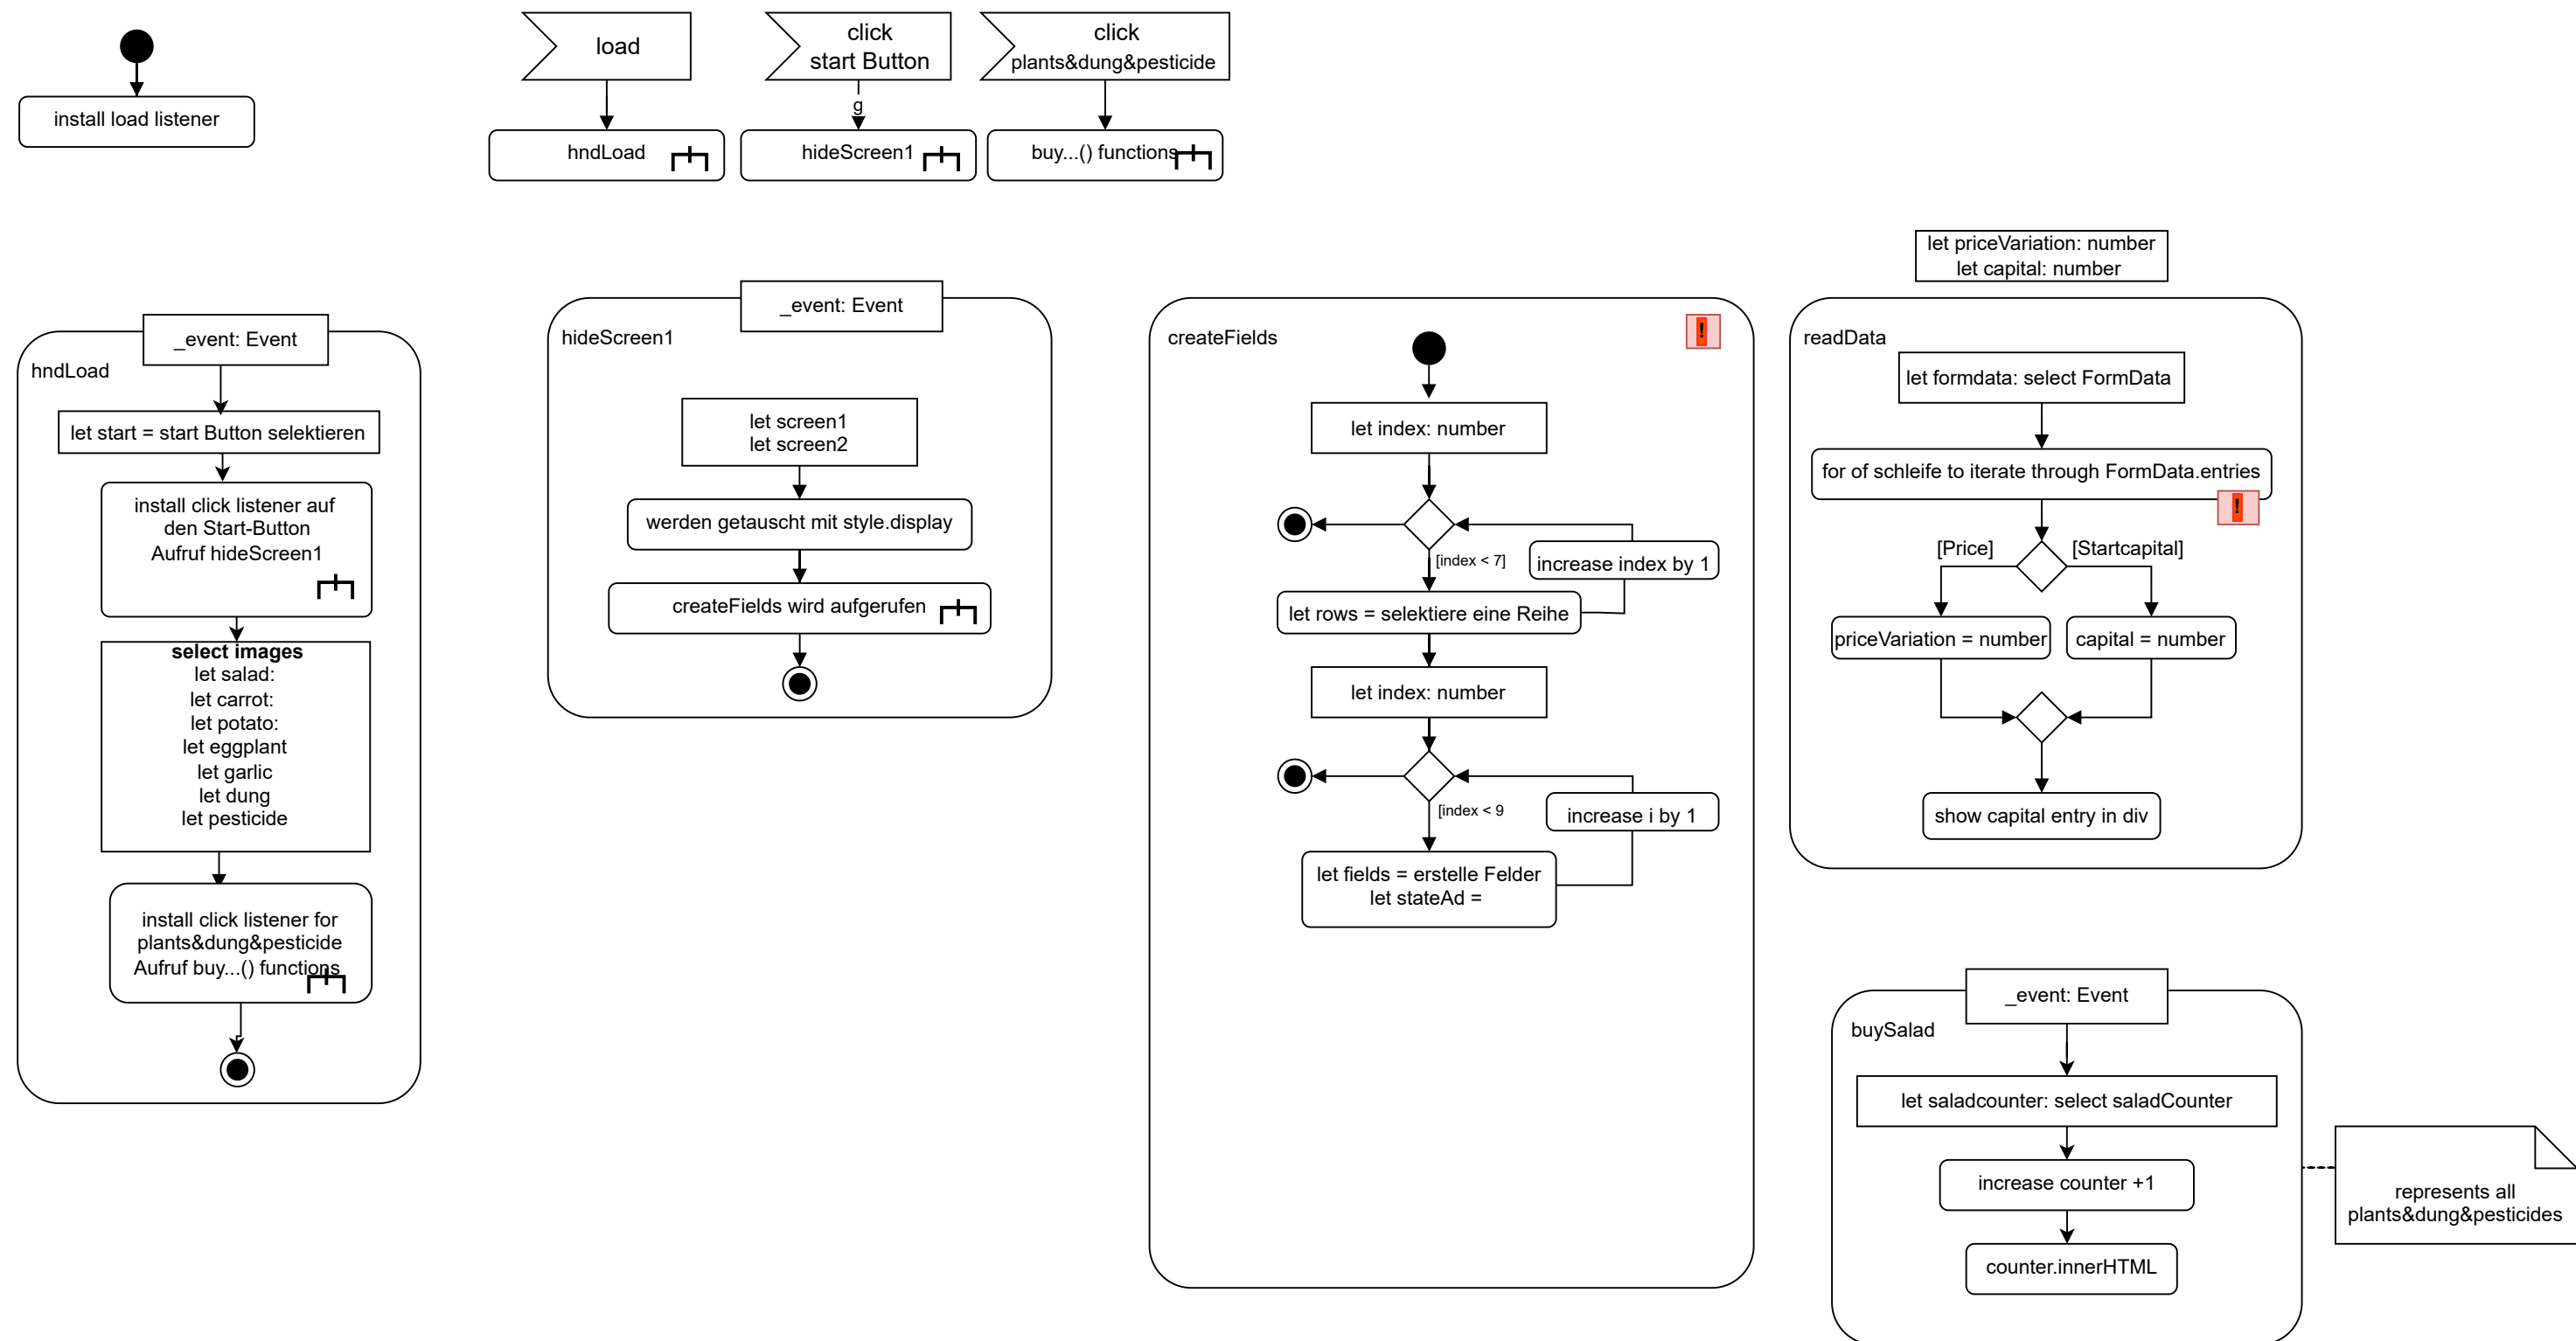 install load listener
load
hndLoad
click
start Button
g
hideScreen1
click
plants&dung&pesticide
buy...() functions
_event: Event
hndLoad
let start = start Button selektieren
install click listener auf
den Start-Button
Aufruf hideScreen1
select images
let salad:
let carrot:
let potato:
let eggplant
let garlic
let dung
let pesticide
install click listener for
plants&dung&pesticide
Aufruf buy...() functions
_event: Event
hideScreen1
let screen1
let screen2
werden getauscht mit style.display
createFields wird aufgerufen
createFields
!
let index: number
[index < 7]
increase index by 1
let rows = selektiere eine Reihe
let index: number
[index < 9
increase i by 1
let fields = erstelle Felder
let stateAd =
let priceVariation: number
let capital: number
readData
let formdata: select FormData
for of schleife to iterate through FormData.entries
!
[Price]
[Startcapital]
priceVariation = number
capital = number
show capital entry in div
_event: Event
buySalad
let saladcounter: select saladCounter
increase counter +1
counter.innerHTML
represents all
plants&dung&pesticides